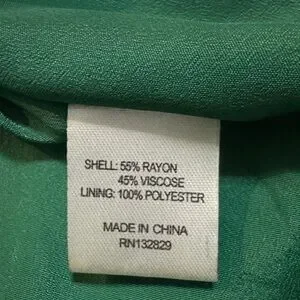 SHELL: 55% RAYON
45% VISCOSE
LINING: 100% POLYESTER
MADE IN CHINA
RN132829